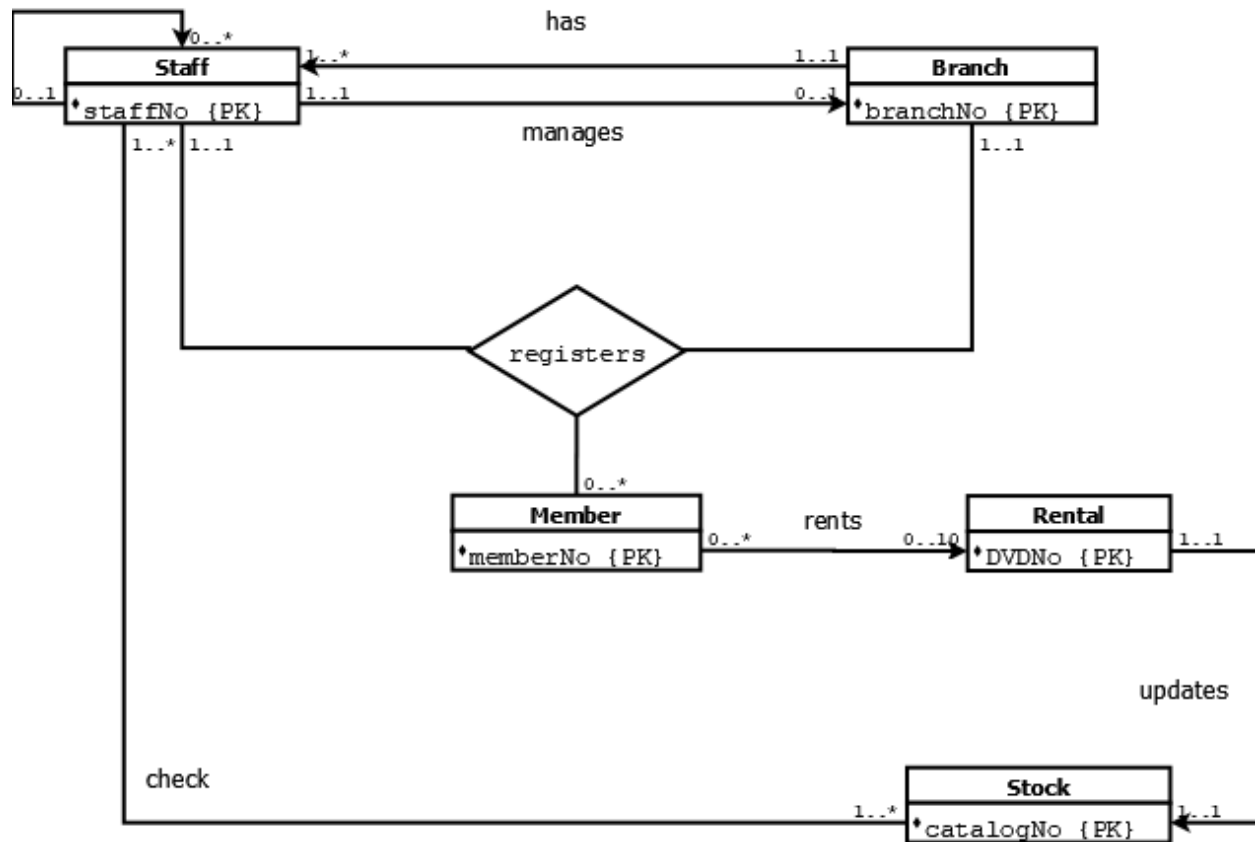 has
0..*
Staff
1..*
1..1
Branch
0..1
staffNo {PK}
1..1
0..1
branchNo {PK}
manages
1..*
1..1
1..1
registers
0..*
Member
rents
Rental
memberNo {PK}
0..*
0..10
DVDNo {PK}
1..1
updates
check
Stock
1..*
catalogNo {PK}
1..1